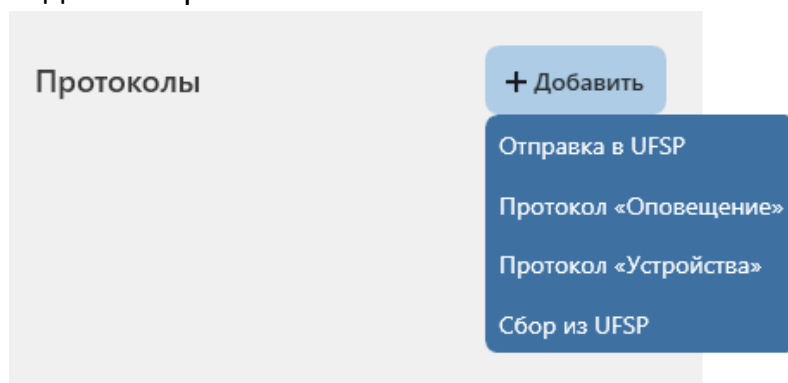 Протоколы
+ Добавить
Отправка в UFSP
Протокол «Оповещение»
Протокол «Устройства»
Сбор из UFSP